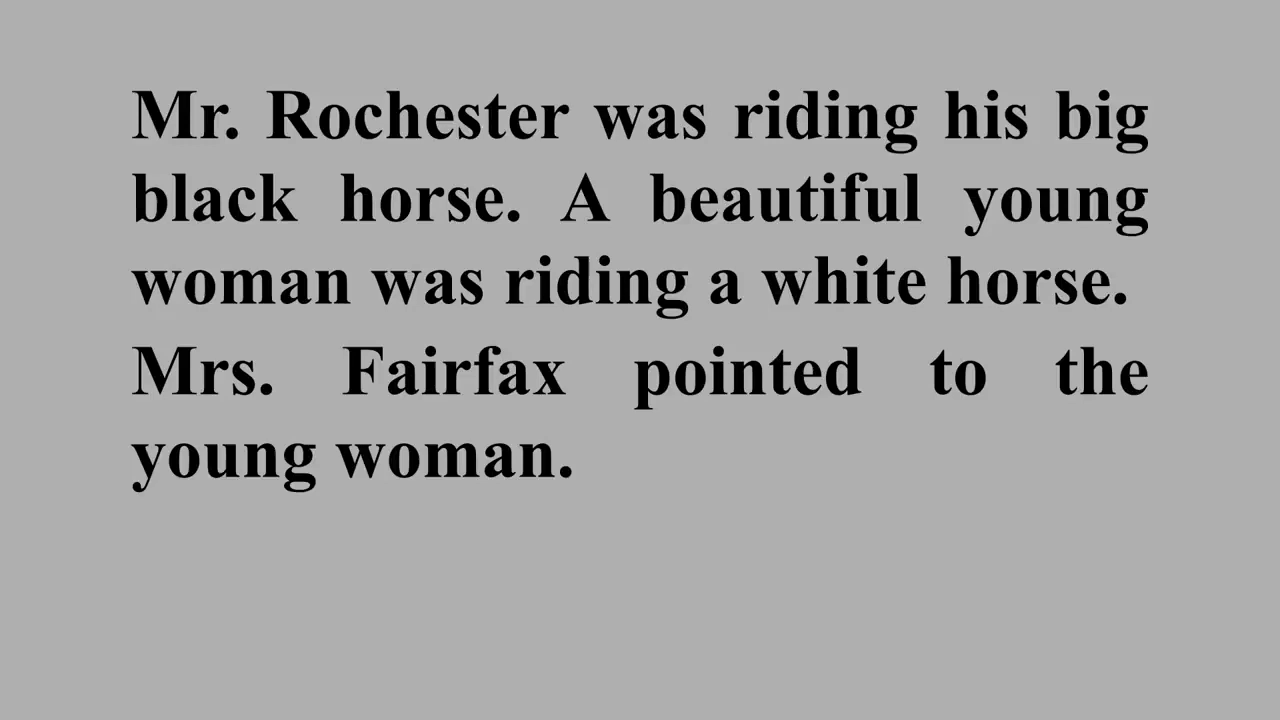 Mr. Rochester was riding his big
black horse. A beautiful young
woman was riding a white horse.
Mrs. Fairfax pointed to the
young woman.